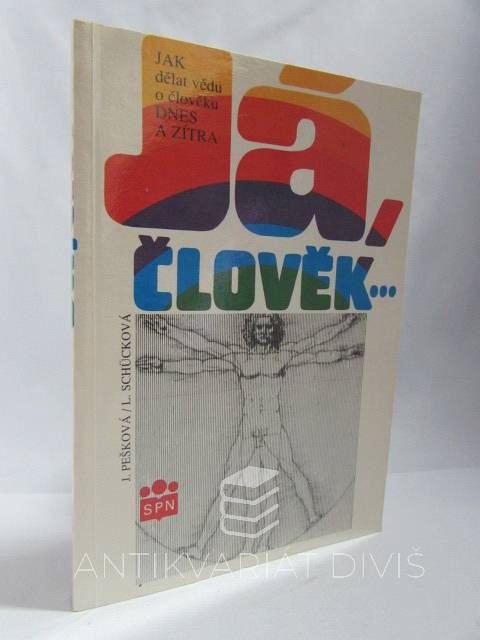 JAK
dělat vědu
o člověku
DNES
A ZÍTRA
Já,
ČLOVĚK...
J. PEŠKOVÁ / L. SCHÜCKOVÁ
SPN
ANTIKVARIÁT DIVIŠ